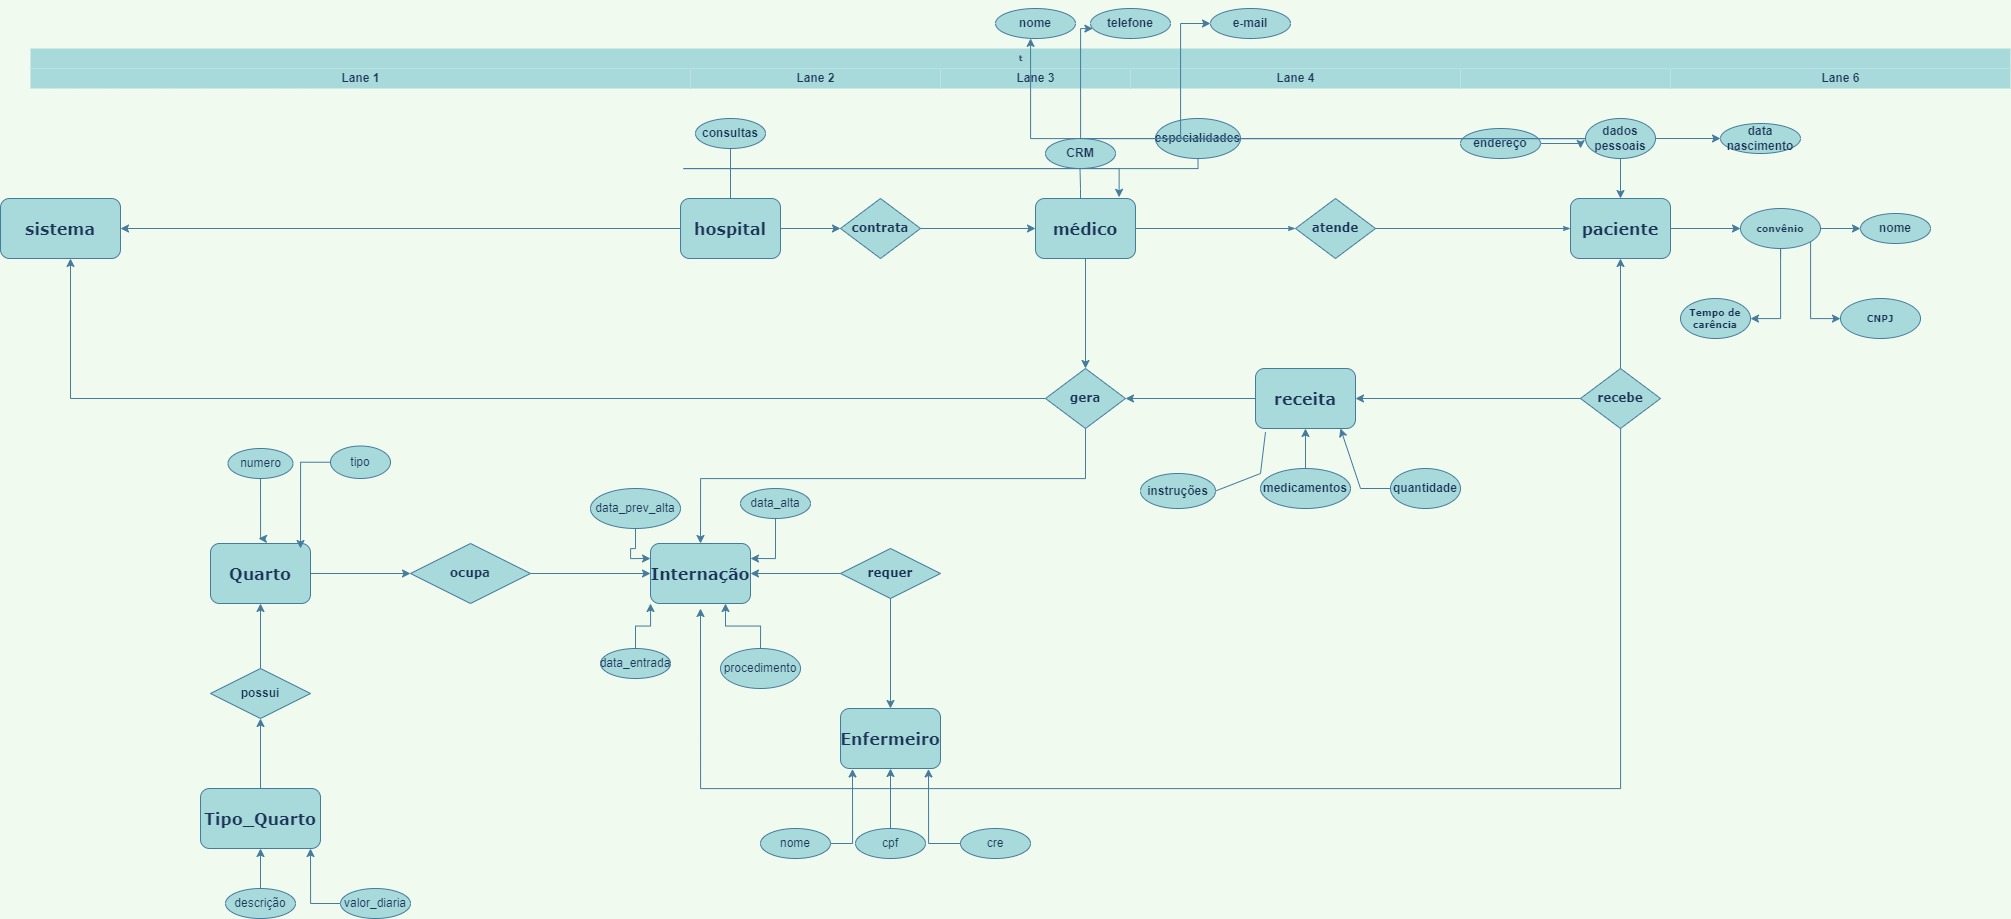 nome
telefone
e-mail
t
Lane 1
Lane 2
Lane 3
Lane 4
Lane 6
consultas
CRM
especialidades
endereço
dados
pessoais
data
nascimento
sistema
hospital
contrata
médico
atende
paciente
convênio
nome
Tempo de
carência
CNPJ
gera
receita
recebe
numero
tipo
instruções
medicamentos
quantidade
data_prev_alta
data_alta
Quarto
ocupa
Internação
requer
data_entrada
procedimento
possui
Enfermeiro
Tipo_Quarto
nome
cpf
cre
descrição
valor_diaria